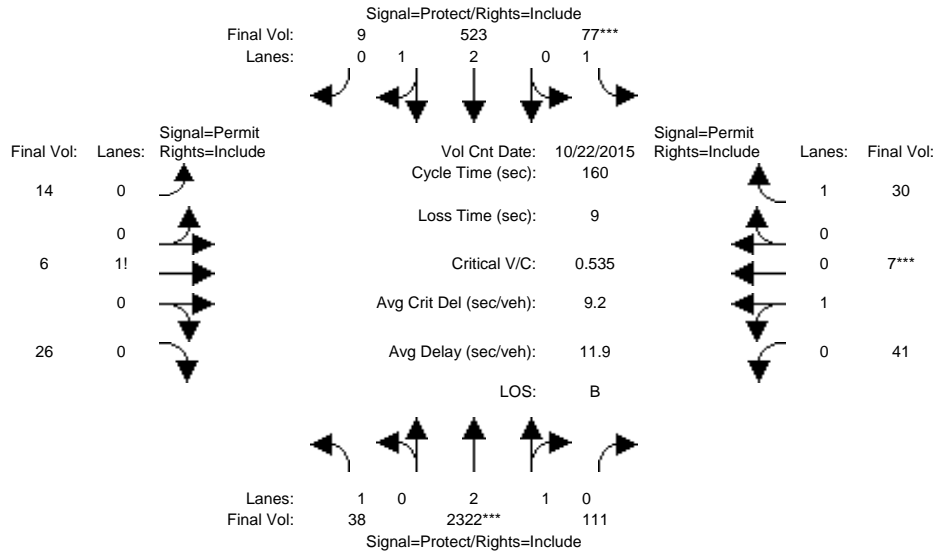 Signal=Protect/Rights=Include
Final Vol: 9 523 77***
Lanes: 0 1 2 0 1
Signal=Permit Signal=Permit
Final Vol: Lanes: Rights=Include Vol Cnt Date: 10/22/2015 Rights=Include Lanes: Final Vol:
Cycle Time (sec): 160
14 0 1 30
Loss Time (sec): 9
0 0
6 1! Critical V/C: 0.535 0 7***
0 Avg Crit Del (sec/veh): 9.2 1
26 0 Avg Delay (sec/veh): 11.9 0 41
LOS: B
Lanes: 1 0 2 1 0
Final Vol: 38 2322*** 111
Signal=Protect/Rights=Include